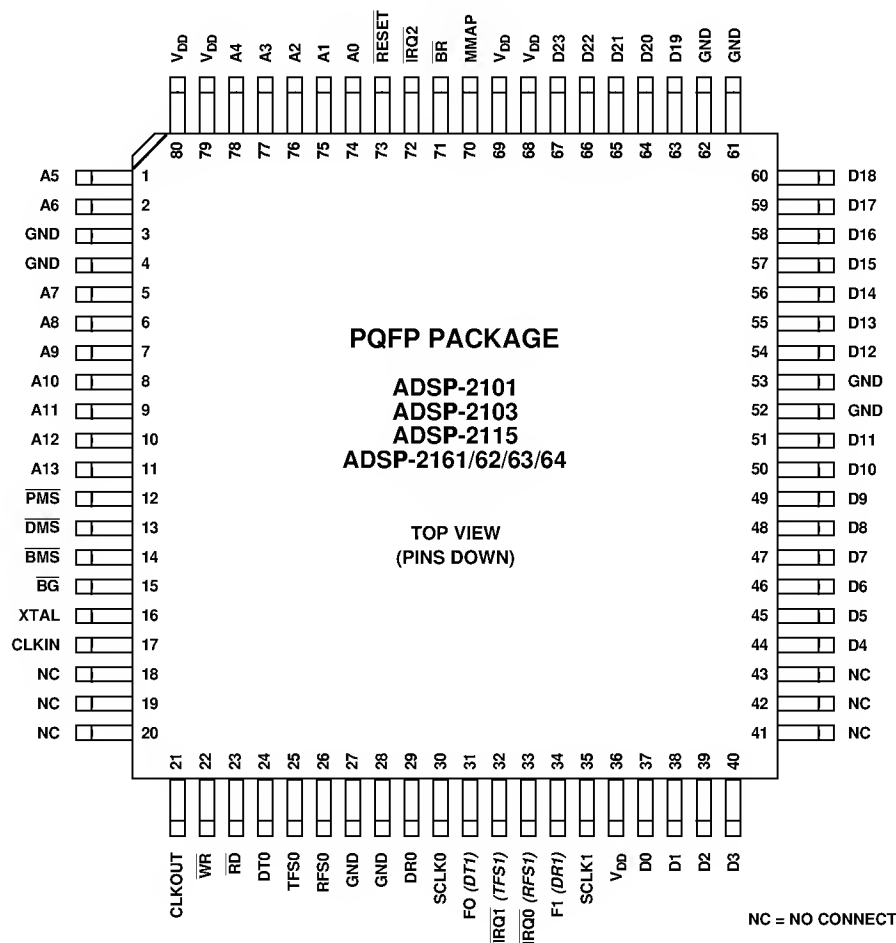 VDD VDD A4 A3 A2 A1 A0 RESET IRQ2 BR MMAP VDD VDD D23 D22 D21 D20 D19 GND GND
80 79 78 77 76 75 74 73 72 71 70 69 68 67 66 65 64 63 62 61
A5 1 60 D18
A6 2 59 D17
GND 3 58 D16
GND 4 57 D15
A7 5 56 D14
A8 6 55 D13
A9 7 54 D12
A10 8 53 GND
A11 9 52 GND
A12 10 51 D11
A13 11 50 D10
PMS 12 49 D9
DMS 13 48 D8
BMS 14 47 D7
BG 15 46 D6
XTAL 16 45 D5
CLKIN 17 44 D4
NC 18 43 NC
NC 19 42 NC
NC 20 41 NC
PQFP PACKAGE
ADSP-2101
ADSP-2103
ADSP-2115
ADSP-2161/62/63/64
TOP VIEW
(PINS DOWN)
21 22 23 24 25 26 27 28 29 30 31 32 33 34 35 36 37 38 39 40
CLKOUT WR RD DT0 TFS0 RFS0 GND GND DR0 SCLK0 FO (DT1) IRQ1 (TFS1) IRQ0 (RFS1) F1 (DR1) SCLK1 VDD D0 D1 D2 D3
NC = NO CONNECT